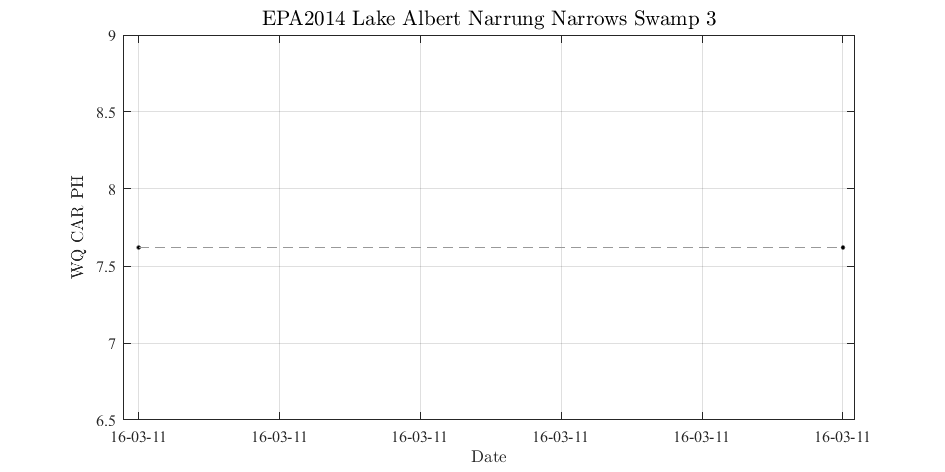 EPA2014 Lake Albert Narrung Narrows Swamp 3
WQ CAR PH
9
8.5
8
7.5
7
6.5
16-03-11 16-03-11 16-03-11 16-03-11 16-03-11 16-03-11
Date